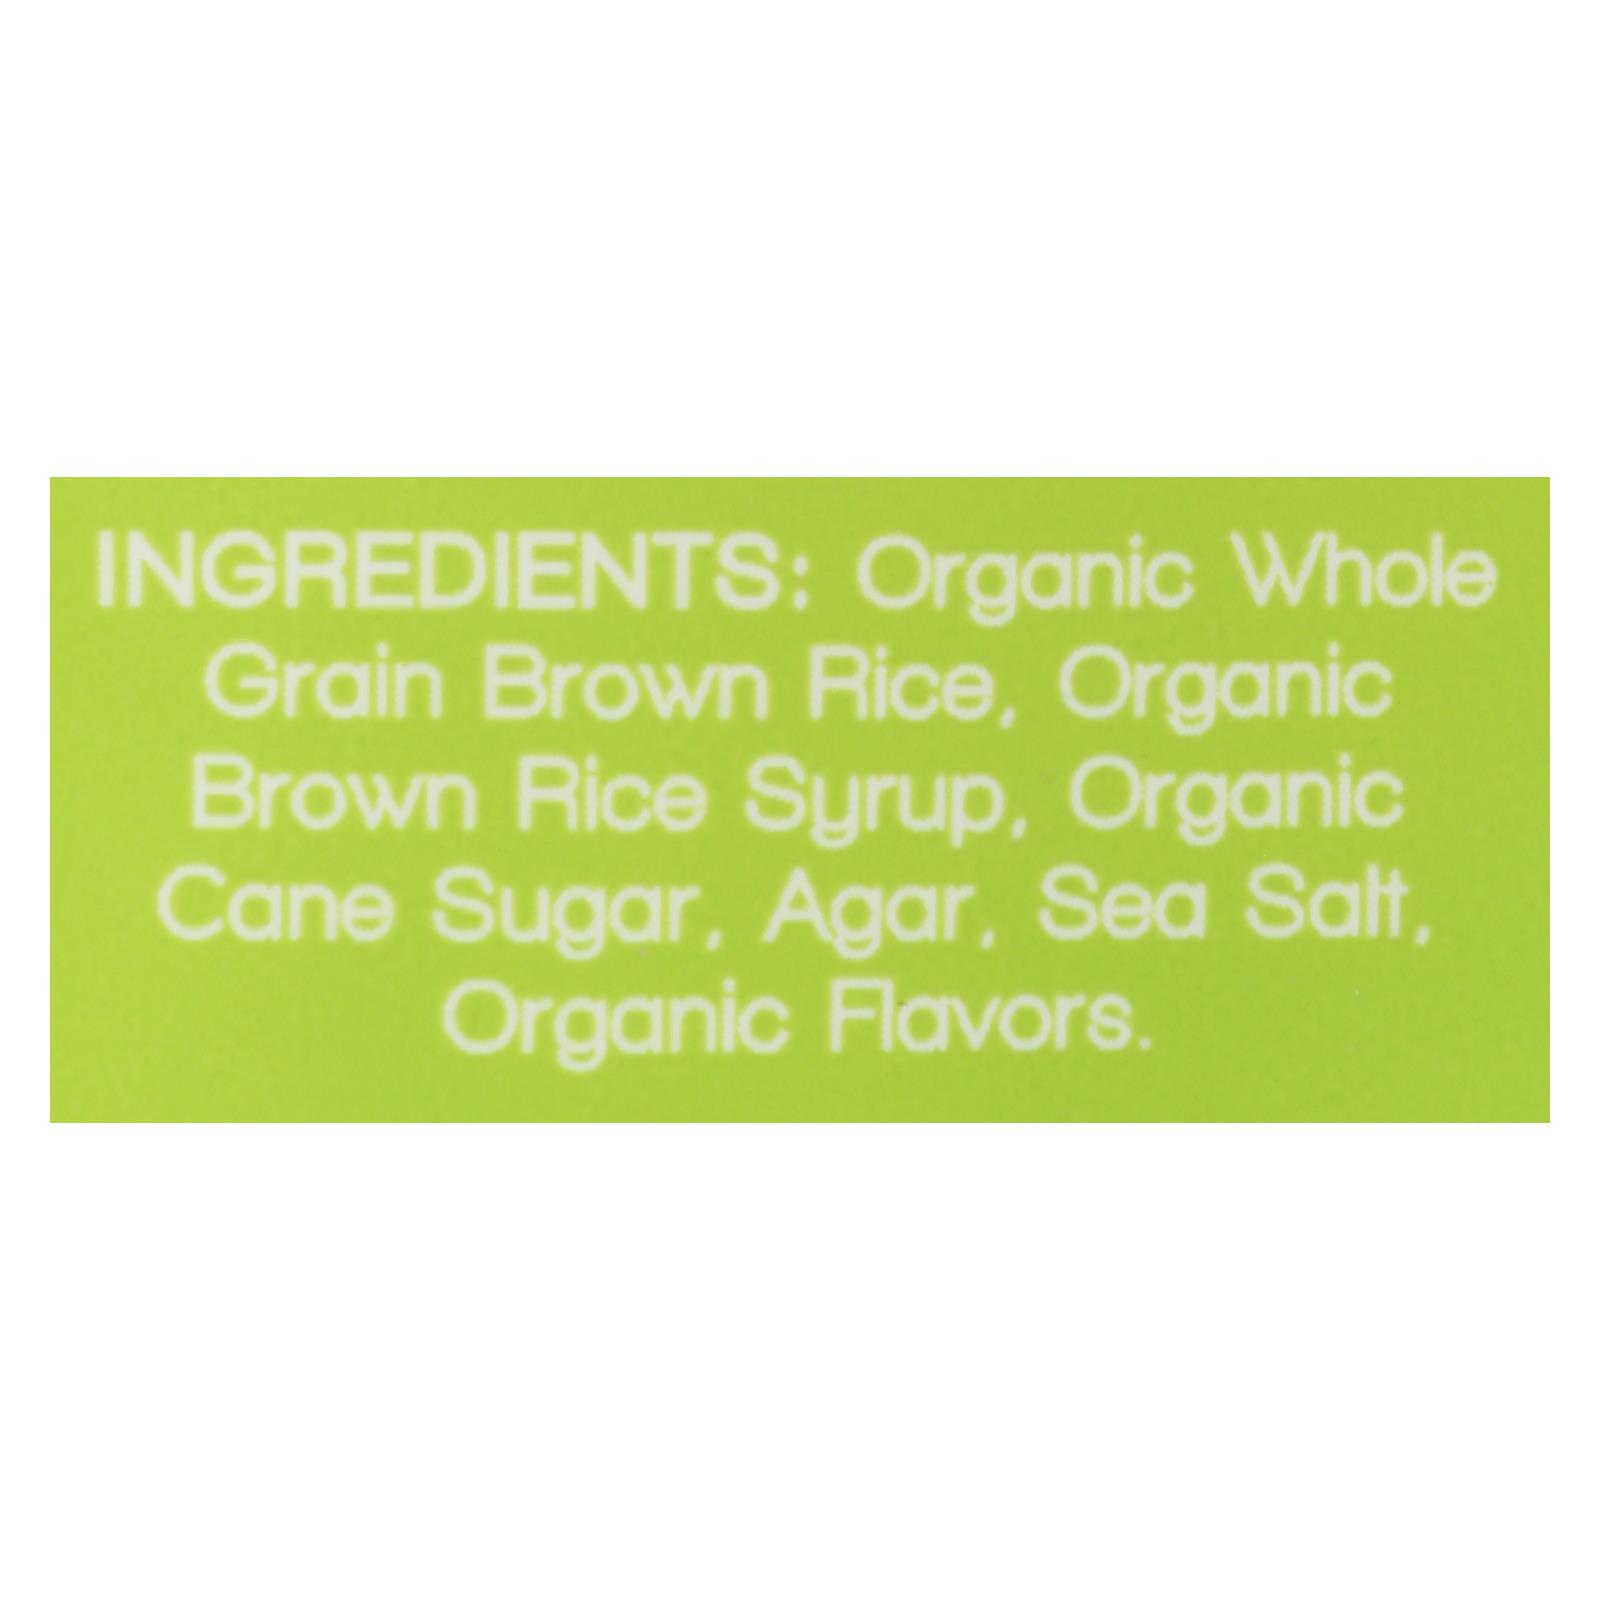 INGREDIENTS: Organic Whole
Grain Brown Rice, Organic
Brown Rice Syrup, Organic
Cane Sugar, Agar, Sea Salt,
Organic Flavors.